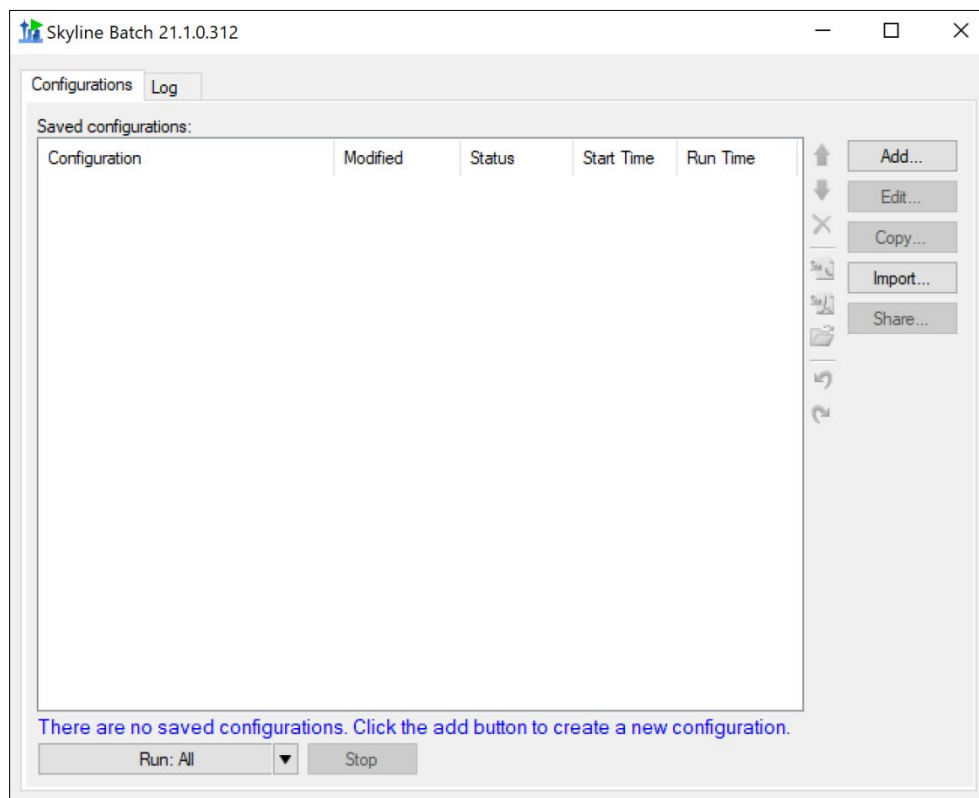 Skyline Batch 21.1.0.312
Configurations Log
Saved configurations:
Configuration Modified Status Start Time Run Time
Add...
Edit...
Copy...
Import...
Share...
There are no saved configurations. Click the add button to create a new configuration.
Run: All Stop